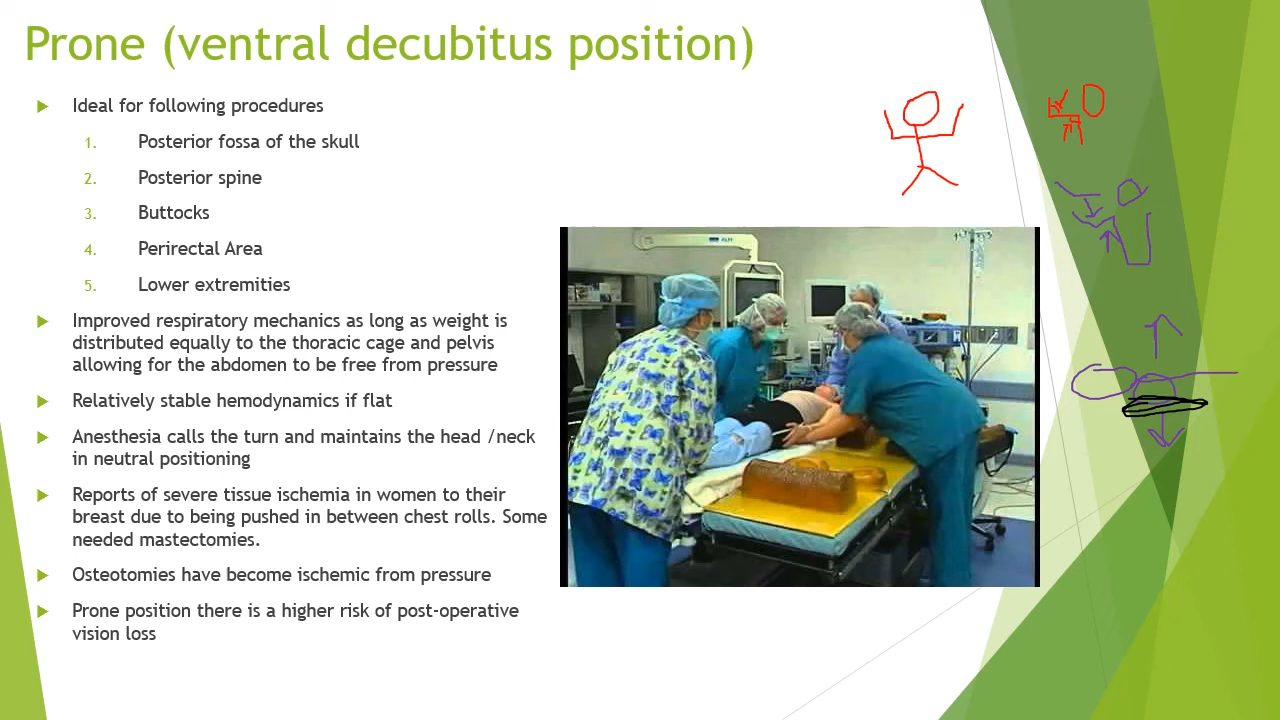 Prone (ventral decubitus position)
Ideal for following procedures
1. Posterior fossa of the skull
2. Posterior spine
3. Buttocks
4. Perirectal Area
5. Lower extremities
Improved respiratory mechanics as long as weight is
distributed equally to the thoracic cage and pelvis
allowing for the abdomen to be free from pressure
Relatively stable hemodynamics if flat
Anesthesia calls the turn and maintains the head /neck
in neutral positioning
Reports of severe tissue ischemia in women to their
breast due to being pushed in between chest rolls. Some
needed mastectomies.
Osteotomies have become ischemic from pressure
Prone position there is a higher risk of post-operative
vision loss